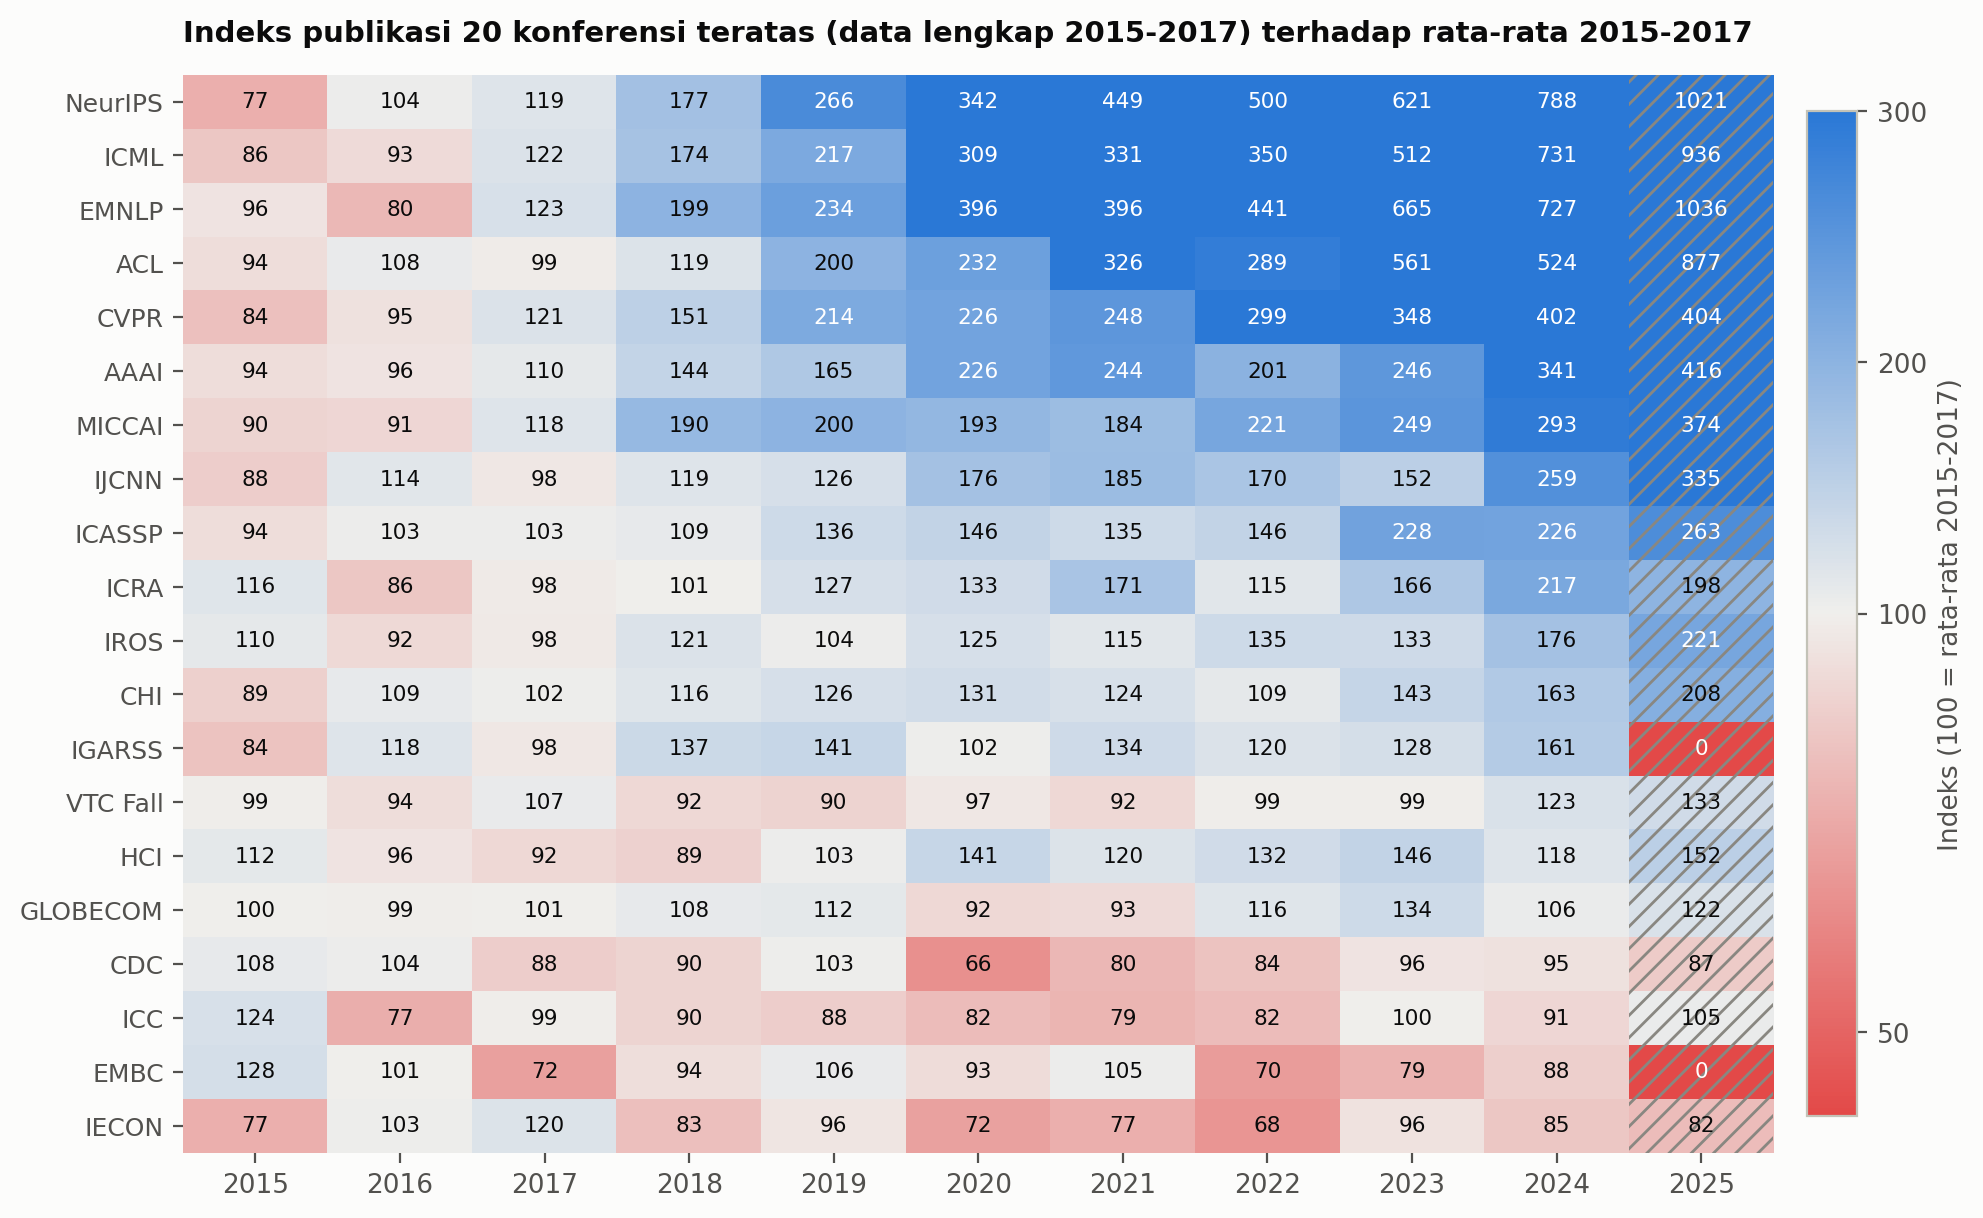 Indeks publikasi 20 konferensi teratas (data lengkap 2015-2017) terhadap rata-rata 2015-2017
NeurIPS 77 104 119 177 266 342 449 500 621 788 1021
ICML 86 93 122 174 217 309 331 350 512 731 936
EMNLP 96 80 123 199 234 396 396 441 665 727 1036
ACL 94 108 99 119 200 232 326 289 561 524 877
CVPR 84 95 121 151 214 226 248 299 348 402 404
AAAI 94 96 110 144 165 226 244 201 246 341 416
MICCAI 90 91 118 190 200 193 184 221 249 293 374
IJCNN 88 114 98 119 126 176 185 170 152 259 335
ICASSP 94 103 103 109 136 146 135 146 228 226 263
ICRA 116 86 98 101 127 133 171 115 166 217 198
IROS 110 92 98 121 104 125 115 135 133 176 221
CHI 89 109 102 116 126 131 124 109 143 163 208
IGARSS 84 118 98 137 141 102 134 120 128 161 0
VTC Fall 99 94 107 92 90 97 92 99 99 123 133
HCI 112 96 92 89 103 141 120 132 146 118 152
GLOBECOM 100 99 101 108 112 92 93 116 134 106 122
CDC 108 104 88 90 103 66 80 84 96 95 87
ICC 124 77 99 90 88 82 79 82 100 91 105
EMBC 128 101 72 94 106 93 105 70 79 88 0
IECON 77 103 120 83 96 72 77 68 96 85 82
2015 2016 2017 2018 2019 2020 2021 2022 2023 2024 2025
300
200
100
50
Indeks (100 = rata-rata 2015-2017)